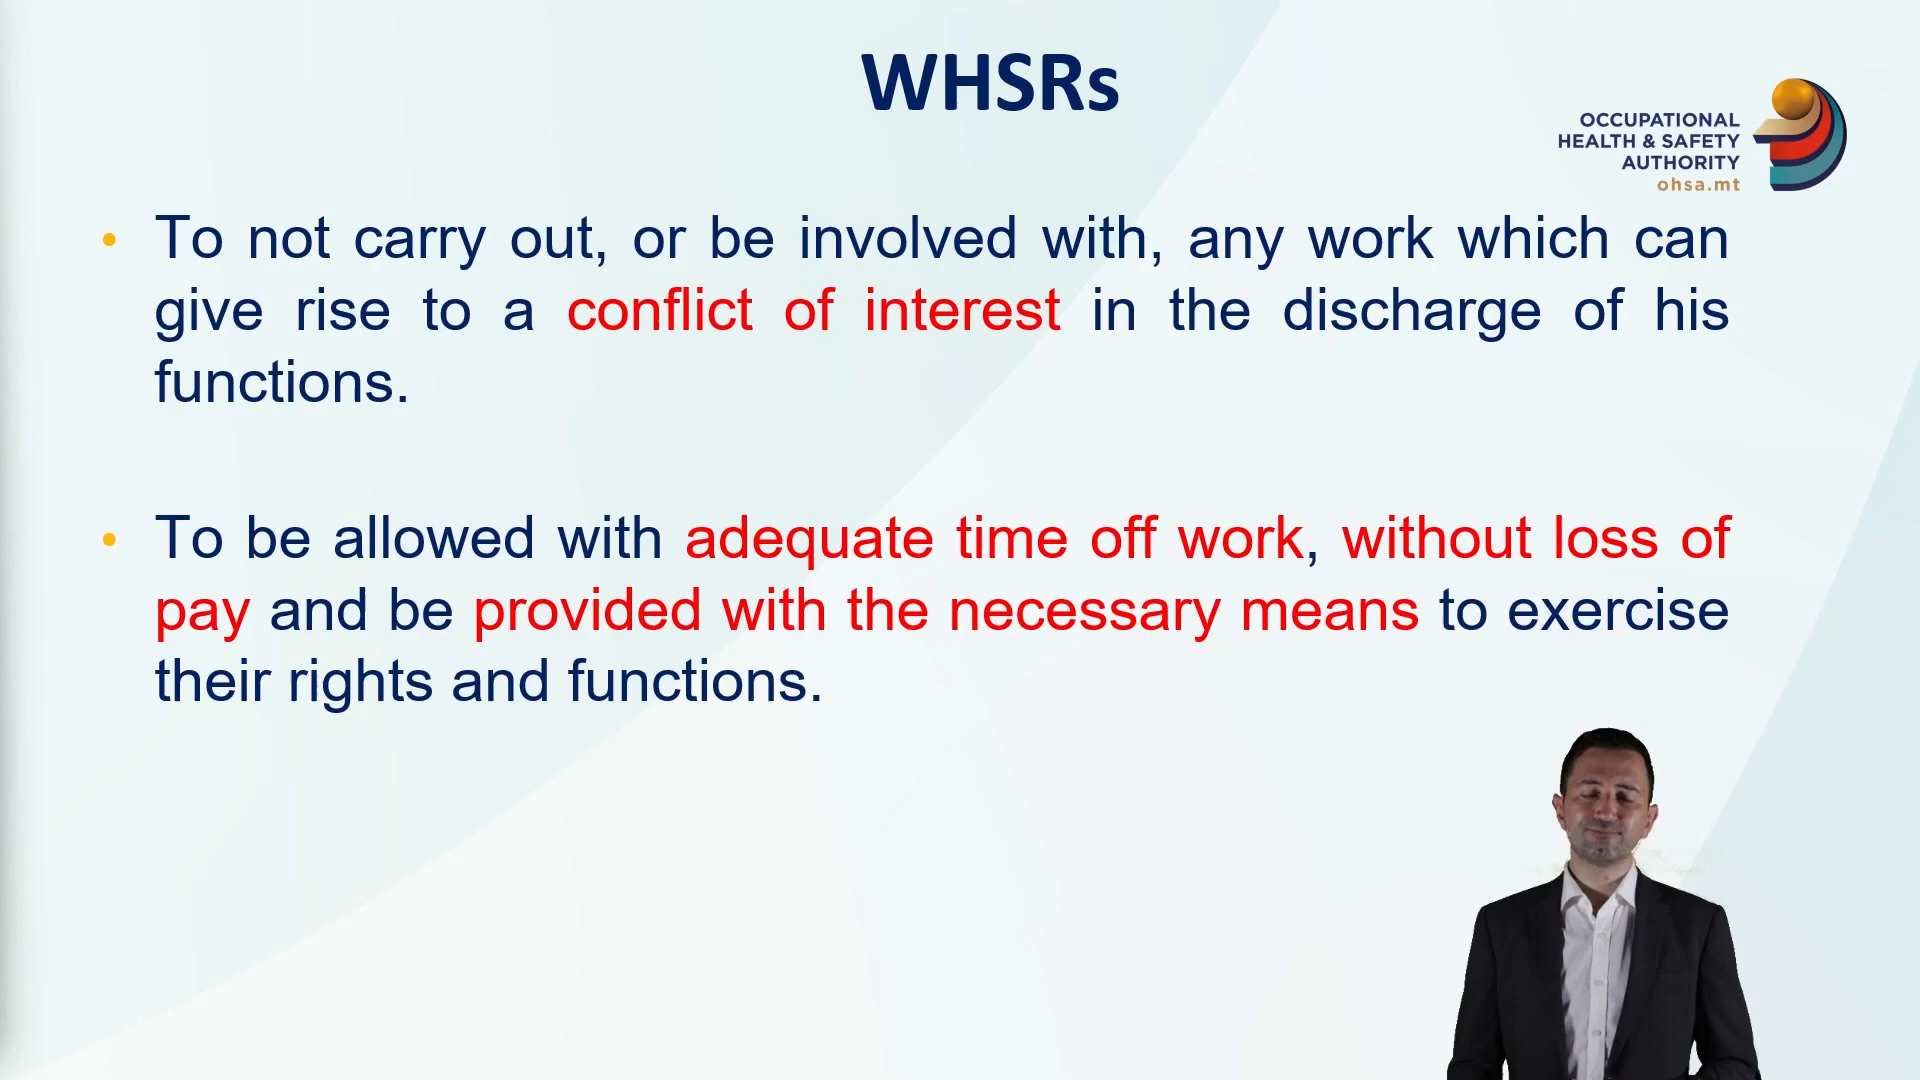 WHSRs
OCCUPATIONAL
HEALTH & SAFETY
AUTHORITY
ohsa.mt
• To not carry out, or be involved with, any work which can
give rise to a conflict of interest in the discharge of his
functions.
• To be allowed with adequate time off work, without loss of
pay and be provided with the necessary means to exercise
their rights and functions.